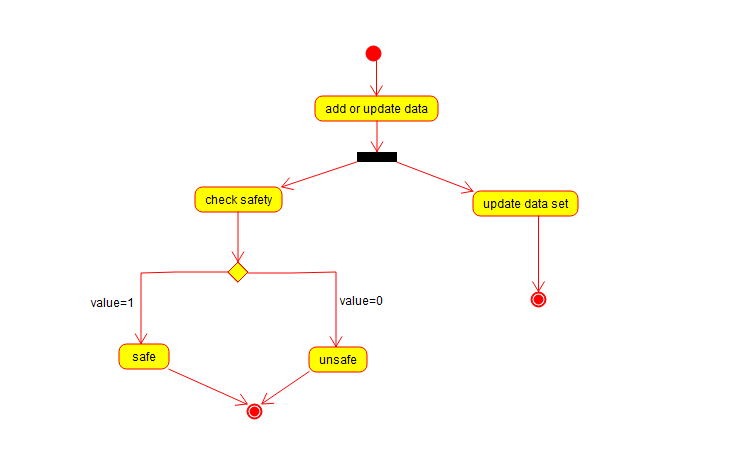 add or update data
check safety
update data set
value=1
value=0
safe
unsafe